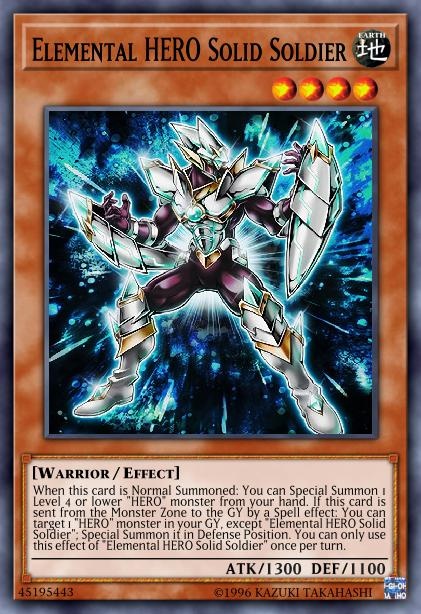 ELEMENTAL HERO SOLID SOLDIER
EARTH
地
[WARRIOR / EFFECT]
When this card is Normal Summoned: You can Special Summon 1
Level 4 or lower "HERO" monster from your hand. If this card is
sent from the Monster Zone to the GY by a Spell effect: You can
target 1 "HERO" monster in your GY, except "Elemental HERO Solid
Soldier"; Special Summon it in Defense Position. You can only use
this effect of "Elemental HERO Solid Soldier" once per turn.
ATK/1300 DEF/1100
45195443
©1996 KAZUKI TAKAHASHI